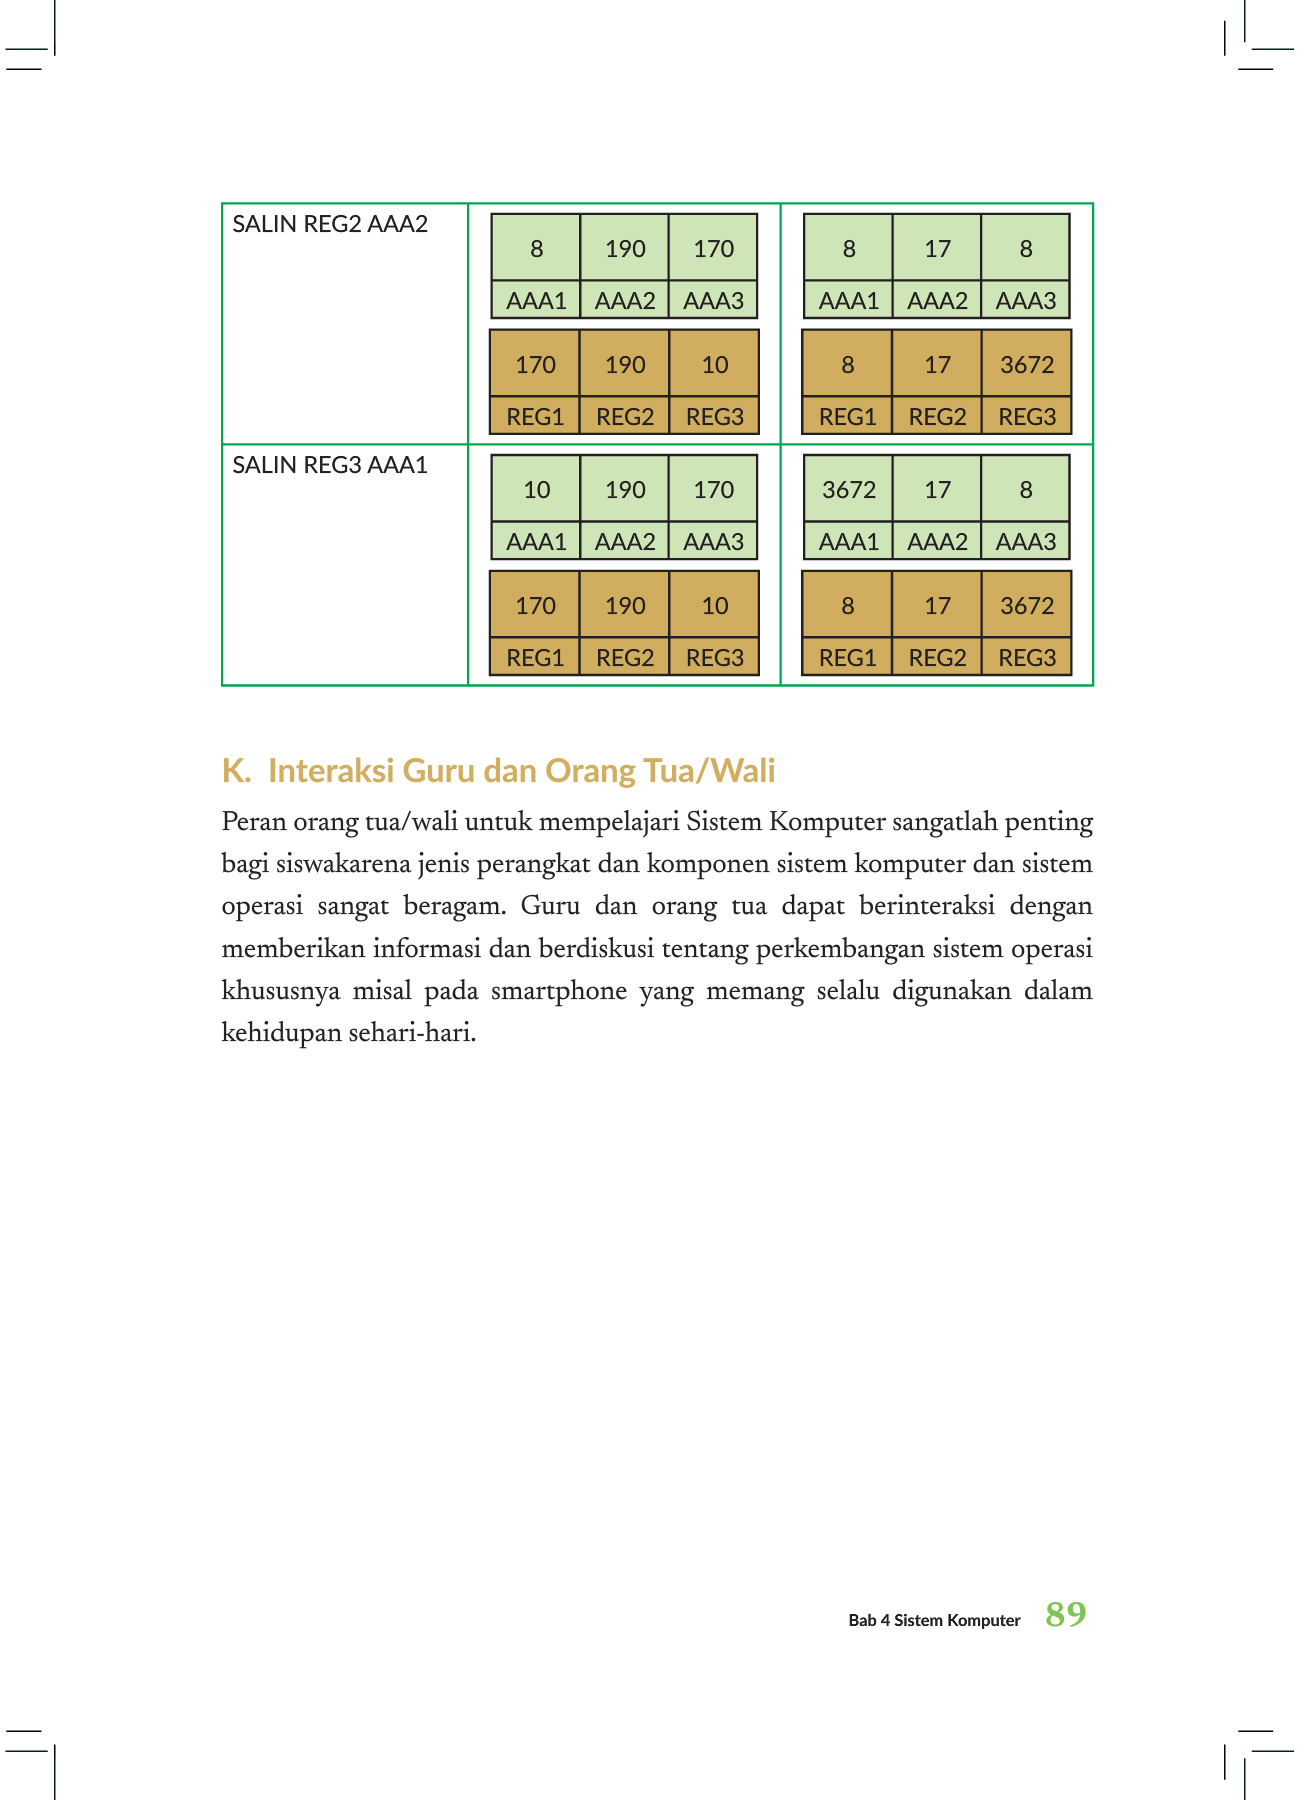 SALIN REG2 AAA2
8 190 170
AAA1 AAA2 AAA3
170 190 10
REG1 REG2 REG3
8 17 8
AAA1 AAA2 AAA3
8 17 3672
REG1 REG2 REG3
SALIN REG3 AAA1
10 190 170
AAA1 AAA2 AAA3
170 190 10
REG1 REG2 REG3
3672 17 8
AAA1 AAA2 AAA3
8 17 3672
REG1 REG2 REG3
K. Interaksi Guru dan Orang Tua/Wali
Peran orang tua/wali untuk mempelajari Sistem Komputer sangatlah penting
bagi siswakarena jenis perangkat dan komponen sistem komputer dan sistem
operasi sangat beragam. Guru dan orang tua dapat berinteraksi dengan
memberikan informasi dan berdiskusi tentang perkembangan sistem operasi
khususnya misal pada smartphone yang memang selalu digunakan dalam
kehidupan sehari-hari.
Bab 4 Sistem Komputer 89